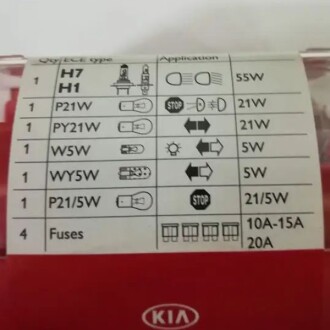 Qty/ECE type Application
1 H7 H1 55W
1 P21W STOP 21W
1 PY21W 21W
1 W5W 5W
1 WY5W 5W
1 P21/5W STOP 21/5W
4 Fuses 10A-15A
20A
KIA